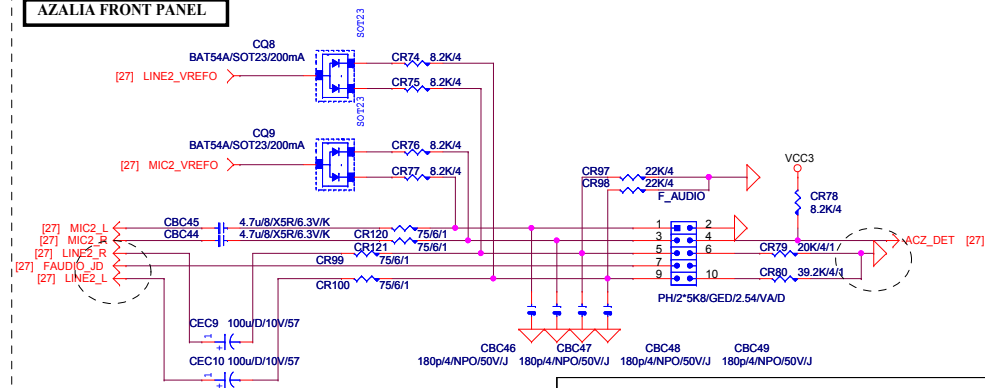 AZALIA FRONT PANEL
SOT23
CQ8
BAT54A/SOT23/200mA
CR74 8.2K/4
[27] LINE2_VREFO
CR75 8.2K/4
SOT23
CQ9
BAT54A/SOT23/200mA
CR76 8.2K/4
[27] MIC2_VREFO
CR77 8.2K/4
VCC3
CR97 22K/4
CR98 22K/4
F_AUDIO
CR78
8.2K/4
[27] MIC2_L CBC45 4.7u/8/X5R/6.3V/K 1 2
[27] MIC2_R CBC44 4.7u/8/X5R/6.3V/K CR120 75/6/1 3 4 ACZ_DET [27]
[27] LINE2_R CR121 75/6/1 5 6 CR79 20K/4/1
[27] FAUDIO_JD CR99 75/6/1 7
[27] LINE2_L CR100 75/6/1 9 10 CR80 39.2K/4/1
PH/2*5K8/GED/2.54/VA/D
CEC9 100u/D/10V/57
1
+
CBC46 CBC47 CBC48 CBC49
180p/4/NPO/50V/J 180p/4/NPO/50V/J 180p/4/NPO/50V/J 180p/4/NPO/50V/J
CEC10 100u/D/10V/57
1
+